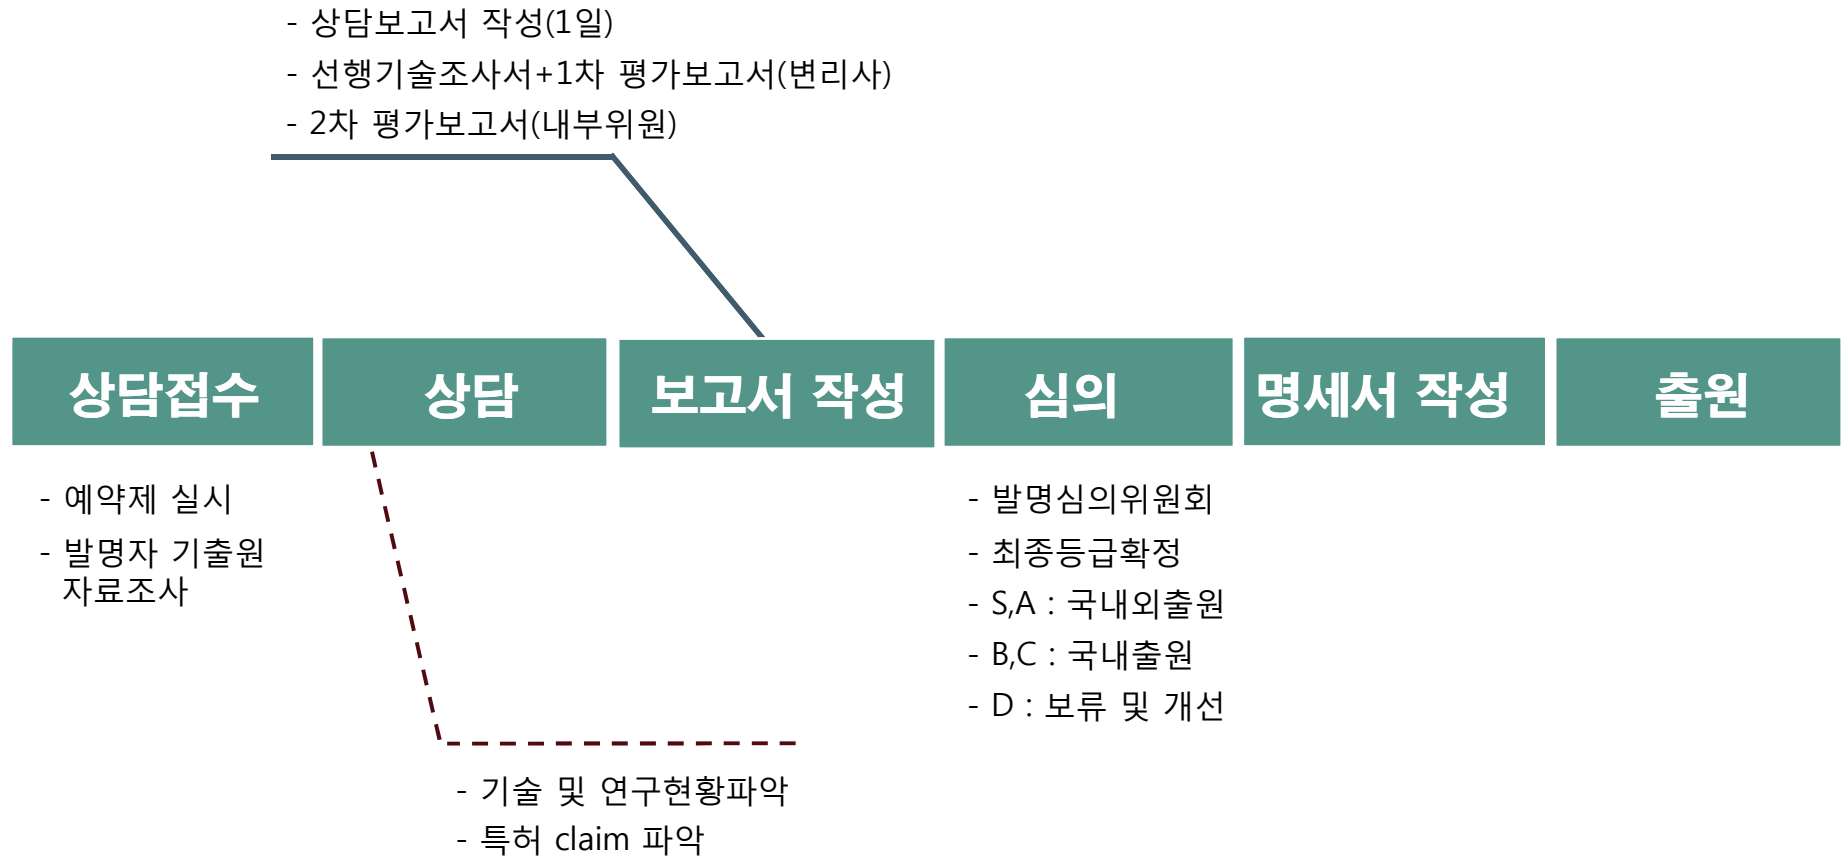 - 상담보고서 작성(1일)
- 선행기술조사서+1차 평가보고서(변리사)
- 2차 평가보고서(내부위원)
상담접수
상담
보고서 작성
심의
명세서 작성
출원
- 예약제 실시
- 발명자 기출원
자료조사
- 기술 및 연구현황파악
- 특허 claim 파악
- 발명심의위원회
- 최종등급확정
- S,A : 국내외출원
- B,C : 국내출원
- D : 보류 및 개선